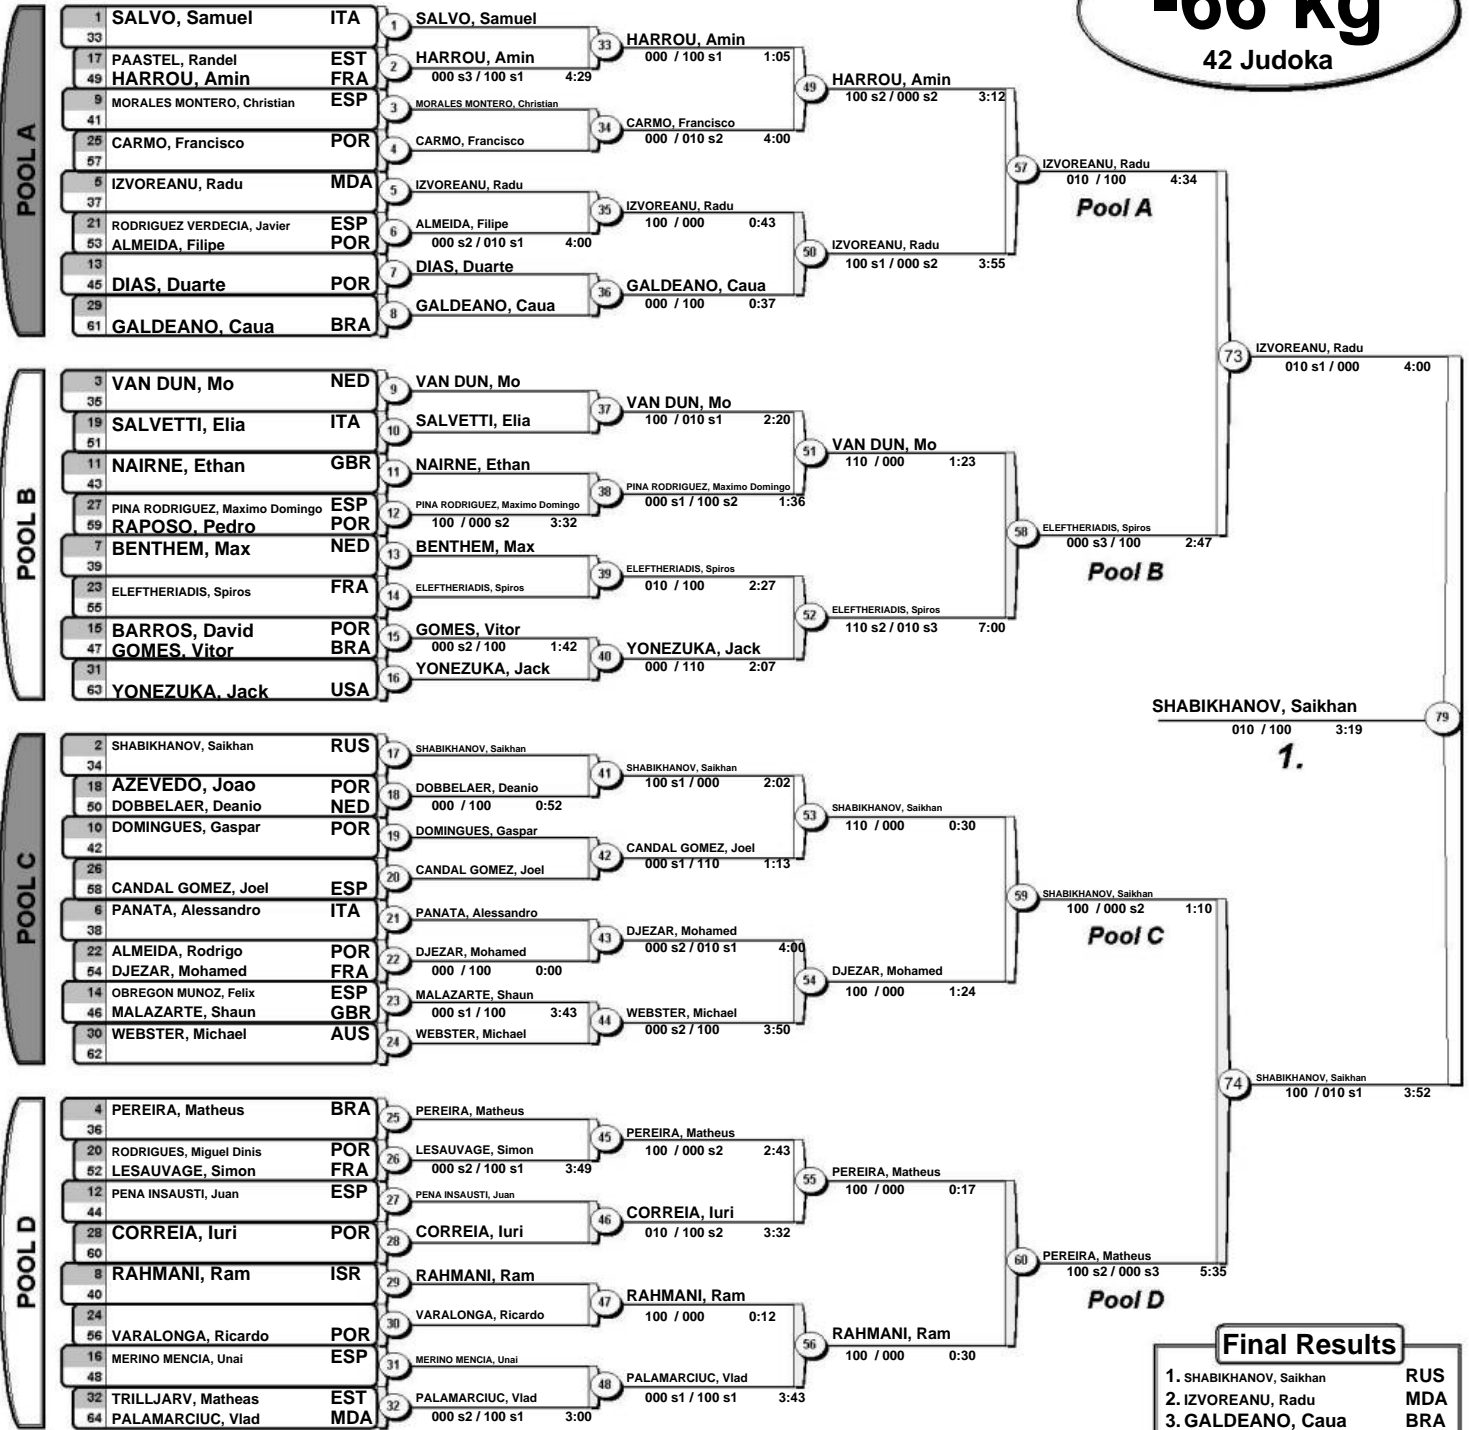 -66 kg
42 Judoka
POOL A
1 SALVO, Samuel ITA
33
17 PAASTEL, Randel EST
49 HARROU, Amin FRA
9 MORALES MONTERO, Christian ESP
41
25 CARMO, Francisco POR
57
5 IZVOREANU, Radu MDA
37
21 RODRIGUEZ VERDECIA, Javier ESP
53 ALMEIDA, Filipe POR
13
45 DIAS, Duarte POR
29
61 GALDEANO, Caua BRA
1 SALVO, Samuel
2 HARROU, Amin
000 s3 / 100 s1 4:29
3 MORALES MONTERO, Christian
4 CARMO, Francisco
5 IZVOREANU, Radu
6 ALMEIDA, Filipe
000 s2 / 010 s1 4:00
7 DIAS, Duarte
8 GALDEANO, Caua
33 HARROU, Amin
000 / 100 s1 1:05
34 CARMO, Francisco
000 / 010 s2 4:00
35 IZVOREANU, Radu
100 / 000 0:43
36 GALDEANO, Caua
000 / 100 0:37
49 HARROU, Amin
100 s2 / 000 s2 3:12
50 IZVOREANU, Radu
100 s1 / 000 s2 3:55
57 IZVOREANU, Radu
010 / 100 4:34
Pool A
POOL B
3 VAN DUN, Mo NED
35
19 SALVETTI, Elia ITA
51
11 NAIRNE, Ethan GBR
43
27 PINA RODRIGUEZ, Maximo Domingo ESP
59 RAPOSO, Pedro POR
7 BENTHEM, Max NED
39
23 ELEFTHERIADIS, Spiros FRA
55
15 BARROS, David POR
47 GOMES, Vitor BRA
31
63 YONEZUKA, Jack USA
9 VAN DUN, Mo
10 SALVETTI, Elia
11 NAIRNE, Ethan
12 PINA RODRIGUEZ, Maximo Domingo
100 / 000 s2 3:32
13 BENTHEM, Max
14 ELEFTHERIADIS, Spiros
15 GOMES, Vitor
000 s2 / 100 1:42
16 YONEZUKA, Jack
37 VAN DUN, Mo
100 / 010 s1 2:20
38 PINA RODRIGUEZ, Maximo Domingo
000 s1 / 100 s2 1:36
39 ELEFTHERIADIS, Spiros
010 / 100 2:27
40 YONEZUKA, Jack
000 / 110 2:07
51 VAN DUN, Mo
110 / 000 1:23
52 ELEFTHERIADIS, Spiros
110 s2 / 010 s3 7:00
58 ELEFTHERIADIS, Spiros
000 s3 / 100 2:47
Pool B
73 IZVOREANU, Radu
010 s1 / 000 4:00
SHABIKHANOV, Saikhan 79
010 / 100 3:19
1.
POOL C
2 SHABIKHANOV, Saikhan RUS
34
18 AZEVEDO, Joao POR
50 DOBBELAER, Deanio NED
10 DOMINGUES, Gaspar POR
42
26
58 CANDAL GOMEZ, Joel ESP
6 PANATA, Alessandro ITA
38
22 ALMEIDA, Rodrigo POR
54 DJEZAR, Mohamed FRA
14 OBREGON MUNOZ, Felix ESP
46 MALAZARTE, Shaun GBR
30 WEBSTER, Michael AUS
62
17 SHABIKHANOV, Saikhan
18 DOBBELAER, Deanio
000 / 100 0:52
19 DOMINGUES, Gaspar
20 CANDAL GOMEZ, Joel
21 PANATA, Alessandro
22 DJEZAR, Mohamed
000 / 100 0:00
23 MALAZARTE, Shaun
000 s1 / 100 3:43
24 WEBSTER, Michael
41 SHABIKHANOV, Saikhan
100 s1 / 000 2:02
42 CANDAL GOMEZ, Joel
000 s1 / 110 1:13
43 DJEZAR, Mohamed
000 s2 / 010 s1 4:00
44 WEBSTER, Michael
000 s2 / 100 3:50
53 SHABIKHANOV, Saikhan
110 / 000 0:30
54 DJEZAR, Mohamed
100 / 000 1:24
59 SHABIKHANOV, Saikhan
100 / 000 s2 1:10
Pool C
74 SHABIKHANOV, Saikhan
100 / 010 s1 3:52
POOL D
4 PEREIRA, Matheus BRA
36
20 RODRIGUES, Miguel Dinis POR
52 LESAUVAGE, Simon FRA
12 PENA INSAUSTI, Juan ESP
44
28 CORREIA, Iuri POR
60
8 RAHMANI, Ram ISR
40
24
56 VARALONGA, Ricardo POR
16 MERINO MENCIA, Unai ESP
48
32 TRILLJARV, Matheas EST
64 PALAMARCIUC, Vlad MDA
25 PEREIRA, Matheus
26 LESAUVAGE, Simon
000 s2 / 100 s1 3:49
27 PENA INSAUSTI, Juan
28 CORREIA, Iuri
29 RAHMANI, Ram
30 VARALONGA, Ricardo
31 MERINO MENCIA, Unai
32 PALAMARCIUC, Vlad
000 s2 / 100 s1 3:00
45 PEREIRA, Matheus
100 / 000 s2 2:43
46 CORREIA, Iuri
010 / 100 s2 3:32
47 RAHMANI, Ram
100 / 000 0:12
48 PALAMARCIUC, Vlad
000 s1 / 100 s1 3:43
55 PEREIRA, Matheus
100 / 000 0:17
56 RAHMANI, Ram
100 / 000 0:30
60 PEREIRA, Matheus
100 s2 / 000 s3 5:35
Pool D
Final Results
1. SHABIKHANOV, Saikhan RUS
2. IZVOREANU, Radu MDA
3. GALDEANO, Caua BRA